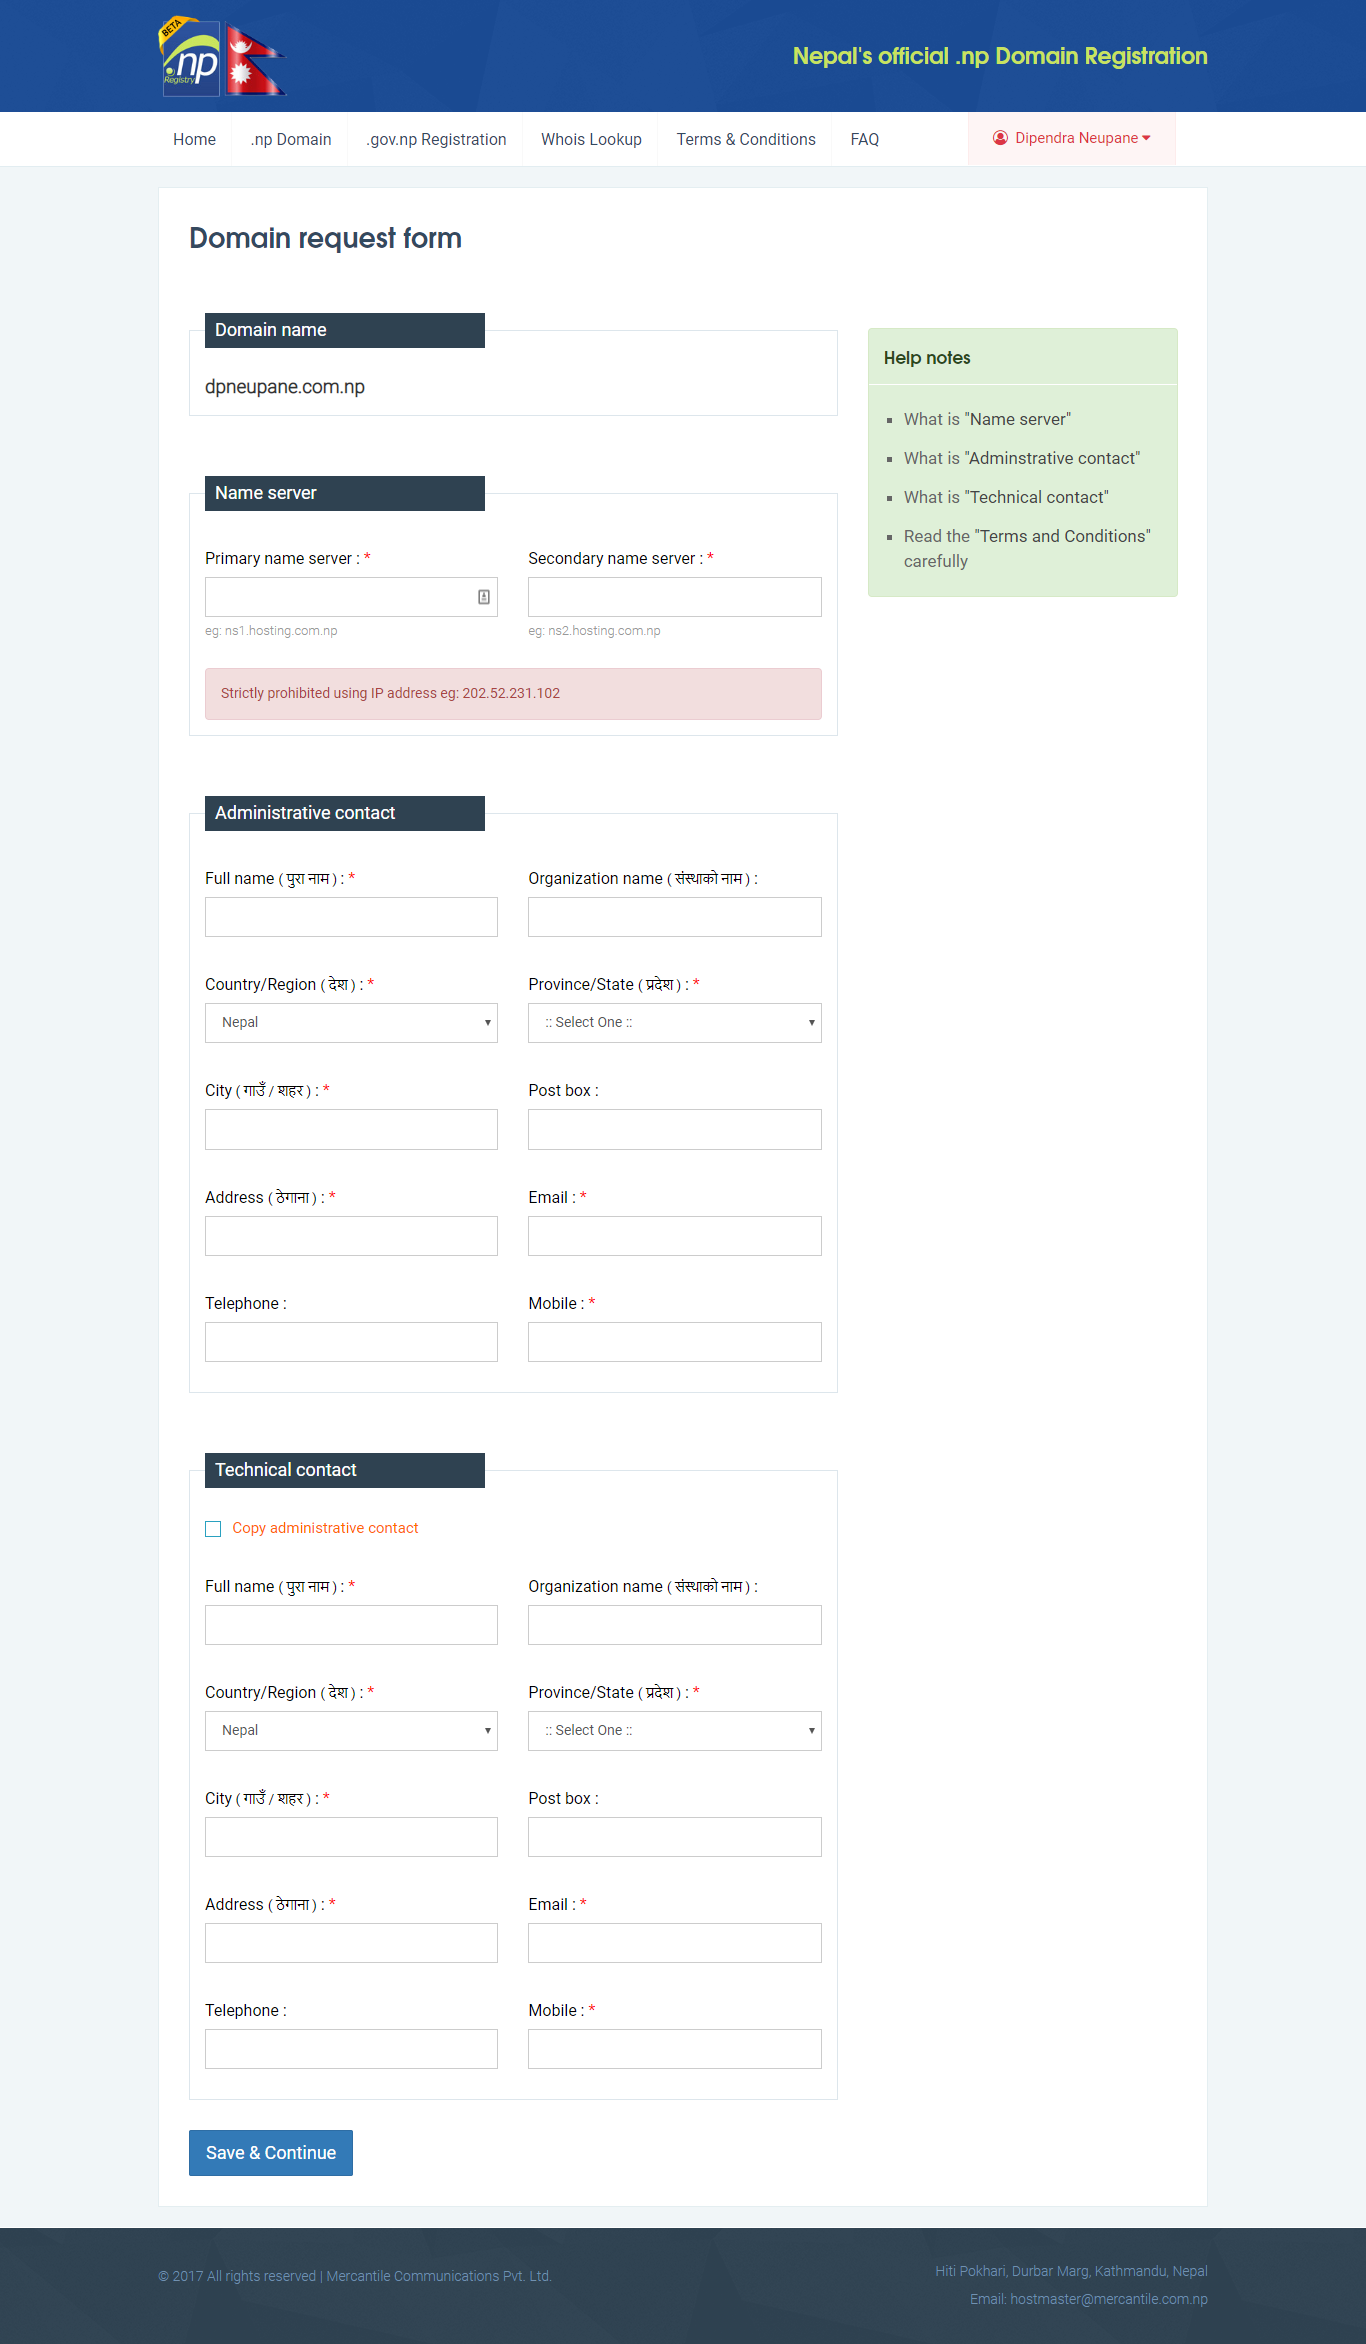 BETA
.np
Registry
Nepal's official .np Domain Registration
Home .np Domain .gov.np Registration Whois Lookup Terms & Conditions FAQ Dipendra Neupane
Domain request form
Domain name
dpneupane.com.np
Help notes
What is "Name server"
What is "Adminstrative contact"
What is "Technical contact"
Read the "Terms and Conditions"
carefully
Name server
Primary name server : * Secondary name server : *
eg: ns1.hosting.com.np eg: ns2.hosting.com.np
Strictly prohibited using IP address eg: 202.52.231.102
Administrative contact
Full name ( पुरा नाम ) : * Organization name ( संस्थाको नाम ) :
Country/Region ( देश ) : * Province/State ( प्रदेश ) : *
Nepal :: Select One ::
City ( गाउँ / शहर ) : * Post box :
Address ( ठेगाना ) : * Email : *
Telephone : Mobile : *
Technical contact
Copy administrative contact
Full name ( पुरा नाम ) : * Organization name ( संस्थाको नाम ) :
Country/Region ( देश ) : * Province/State ( प्रदेश ) : *
Nepal :: Select One ::
City ( गाउँ / शहर ) : * Post box :
Address ( ठेगाना ) : * Email : *
Telephone : Mobile : *
Save & Continue
© 2017 All rights reserved | Mercantile Communications Pvt. Ltd.
Hiti Pokhari, Durbar Marg, Kathmandu, Nepal
Email: hostmaster@mercantile.com.np